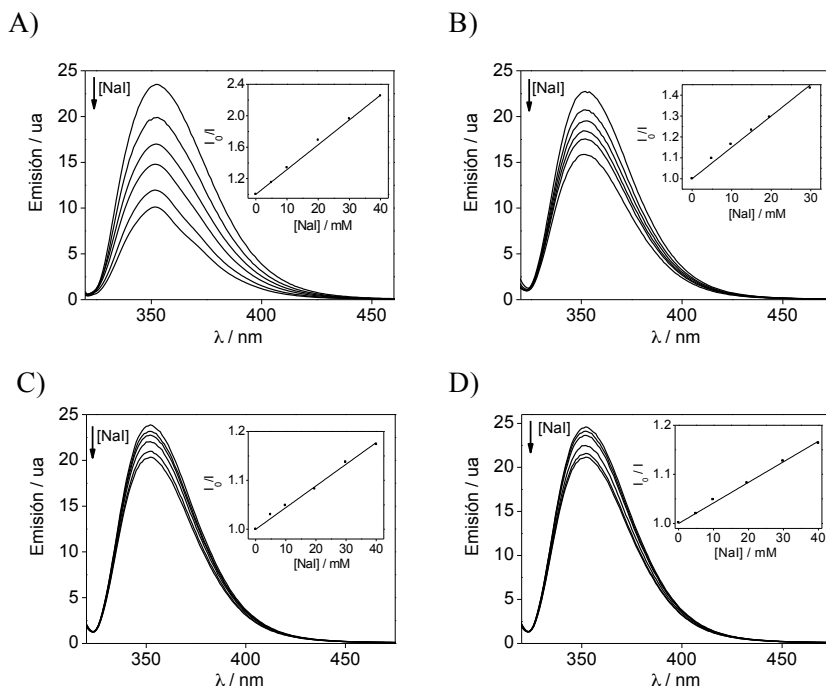 A)
[NaI]
Emisión / ua
25
20
15
10
5
0
350
400
450
λ / nm
I₀/I
2.4
2.0
1.6
1.2
0
10
20
30
40
[NaI] / mM
B)
[NaI]
Emisión / ua
25
20
15
10
5
0
350
400
450
λ / nm
I₀/I
1.4
1.3
1.2
1.1
1.0
0
10
20
30
[NaI] / mM
C)
[NaI]
Emisión / ua
25
20
15
10
5
0
350
400
450
λ / nm
I₀/I
1.2
1.1
1.0
0
10
20
30
40
[NaI] / mM
D)
[NaI]
Emisión / ua
25
20
15
10
5
0
350
400
450
λ / nm
I₀ / I
1.2
1.1
1.0
0
10
20
30
40
[NaI] / mM